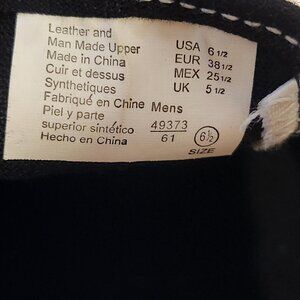 Leather and
Man Made Upper
Made in China
Cuir et dessus
Synthetiques
Fabriqué en Chine
Piel y parte
superior sintético
Hecho en China
USA 6 1/2
EUR 38 1/2
MEX 25 1/2
UK 5 1/2
Mens
49373
61
6½
SIZE